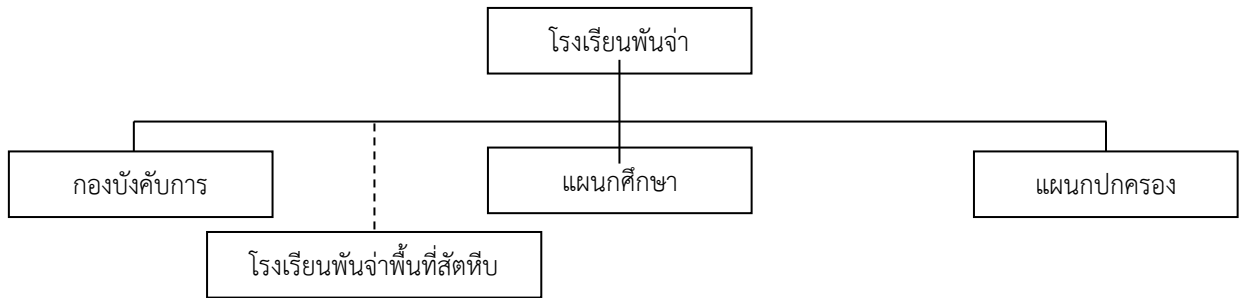 โรงเรียนพันจ่า
กองบังคับการ
แผนกศึกษา
แผนกปกครอง
โรงเรียนพันจ่าพื้นที่สัตหีบ